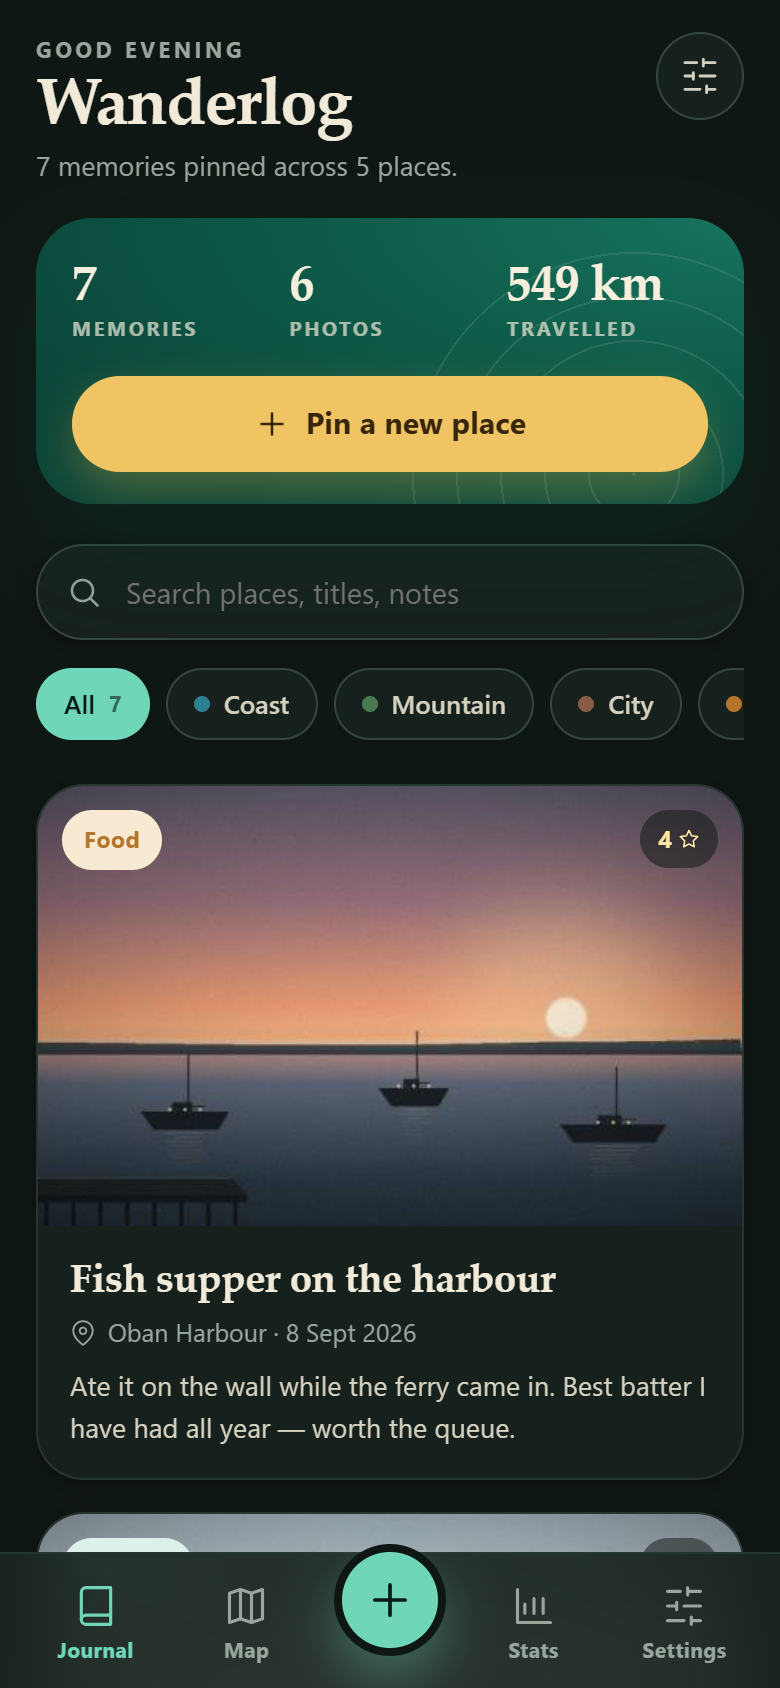 GOOD EVENING
Wanderlog
7 memories pinned across 5 places.
7
MEMORIES
6
PHOTOS
549 km
TRAVELLED
Pin a new place
Search places, titles, notes
All 7
Coast
Mountain
City
Food
4
Fish supper on the harbour
Oban Harbour · 8 Sept 2026
Ate it on the wall while the ferry came in. Best batter I
have had all year — worth the queue.
Journal
Map
Stats
Settings